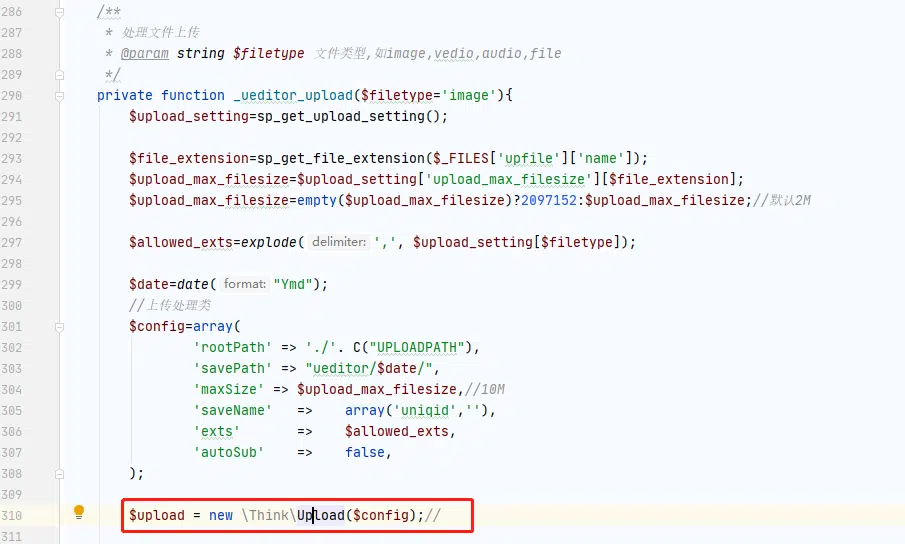 286 /**
287 * 处理文件上传
288 * @param string $filetype 文件类型,如image,vedio,audio,file
289 */
290 private function _ueditor_upload($filetype='image'){
291 $upload_setting=sp_get_upload_setting();
292
293 $file_extension=sp_get_file_extension($_FILES['upfile']['name']);
294 $upload_max_filesize=$upload_setting['upload_max_filesize'][$file_extension];
295 $upload_max_filesize=empty($upload_max_filesize)?2097152:$upload_max_filesize;//默认2M
296
297 $allowed_exts=explode( delimiter: ',', $upload_setting[$filetype]);
298
299 $date=date( format: "Ymd");
300 //上传处理类
301 $config=array(
302 'rootPath' => './'. C("UPLOADPATH"),
303 'savePath' => "ueditor/$date/",
304 'maxSize' => $upload_max_filesize,//10M
305 'saveName' => array('uniqid',''),
306 'exts' => $allowed_exts,
307 'autoSub' => false,
308 );
309
310 $upload = new \Think\Upload($config);//
311